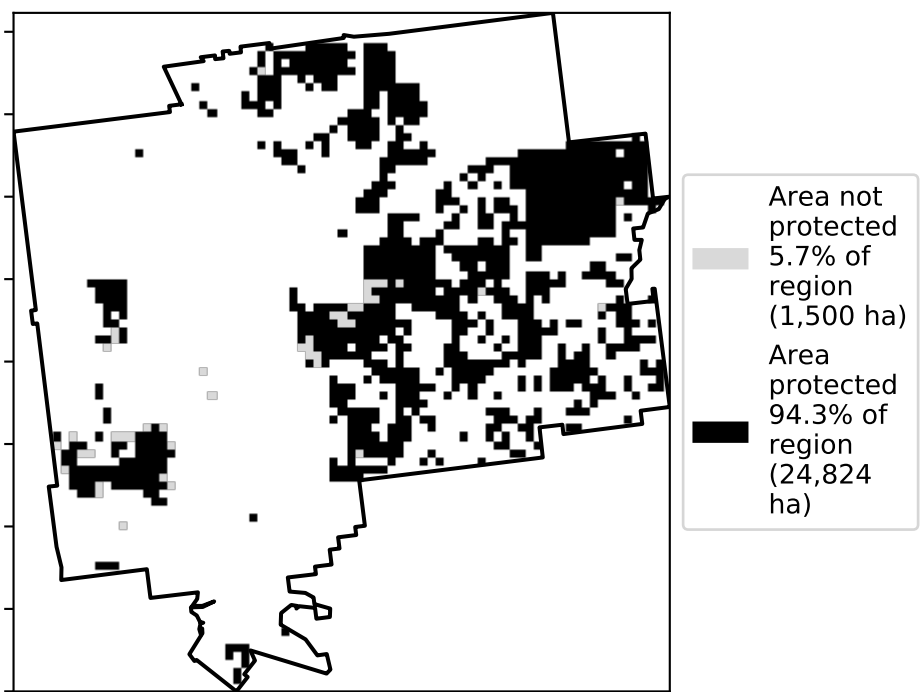 Area not
protected
5.7% of
region
(1,500 ha)
Area
protected
94.3% of
region
(24,824
ha)